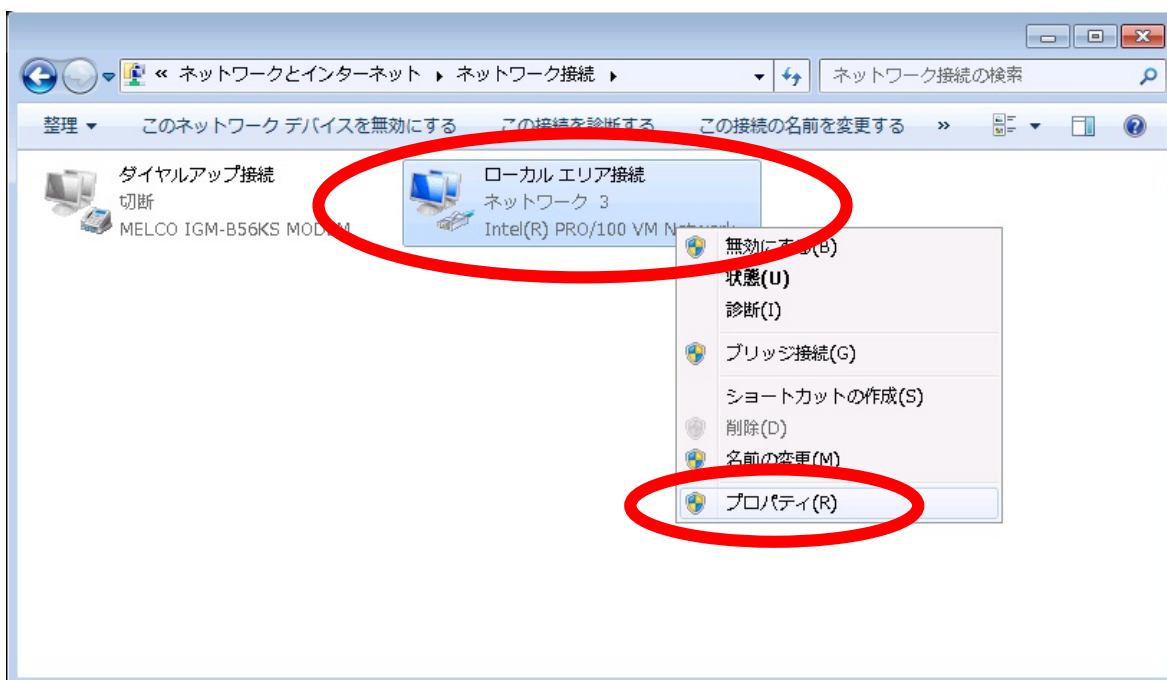 « ネットワークとインターネット ▸ ネットワーク接続 ▸
ネットワーク接続の検索
整理 ▼ このネットワーク デバイスを無効にする この接続を診断する この接続の名前を変更する »
ダイヤルアップ接続
切断
MELCO IGM-B56KS MODEM
ローカル エリア接続
ネットワーク 3
Intel(R) PRO/100 VM Network
無効にする(B)
状態(U)
診断(I)
ブリッジ接続(G)
ショートカットの作成(S)
削除(D)
名前の変更(M)
プロパティ(R)